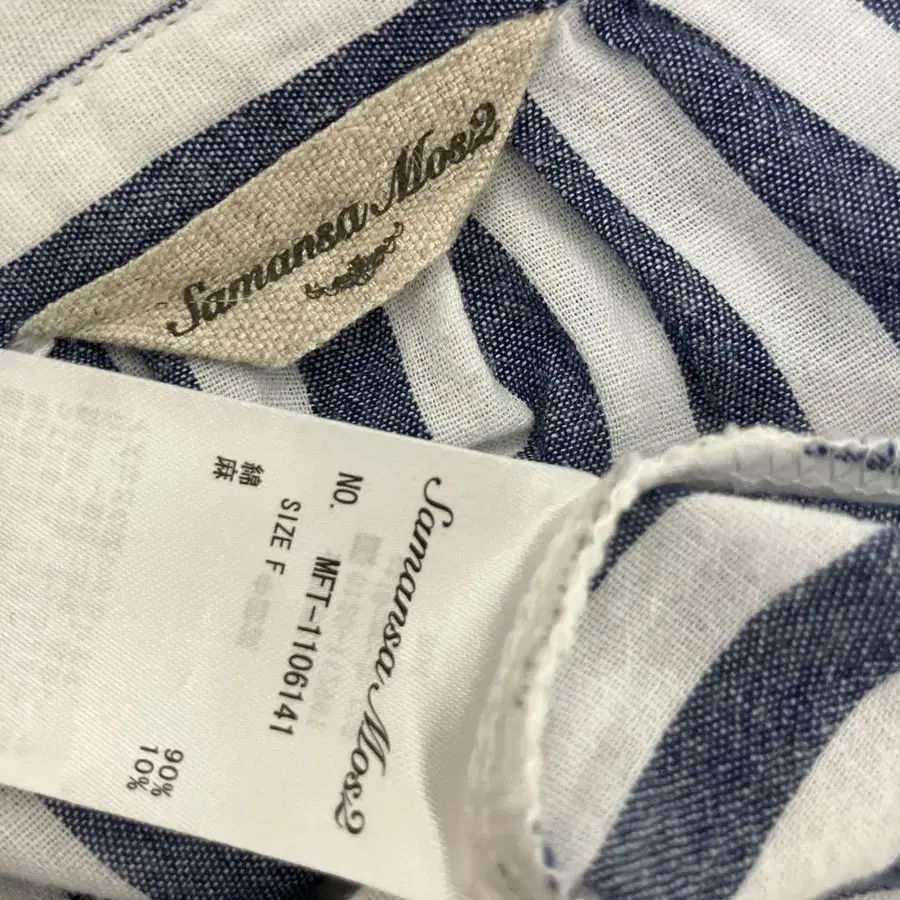 Samansa Mos2
Samansa Mos2
NO. MFT-1106141
SIZE F
綿 90%
麻 10%